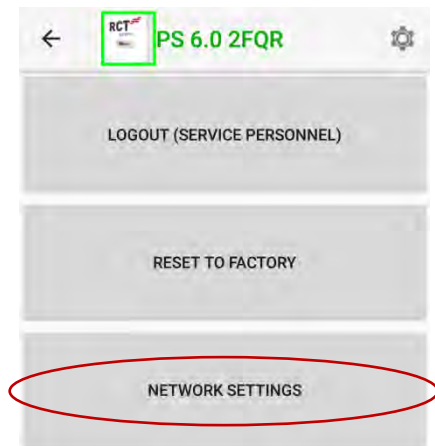 RCT
PS 6.0 2FQR
LOGOUT (SERVICE PERSONNEL)
RESET TO FACTORY
NETWORK SETTINGS